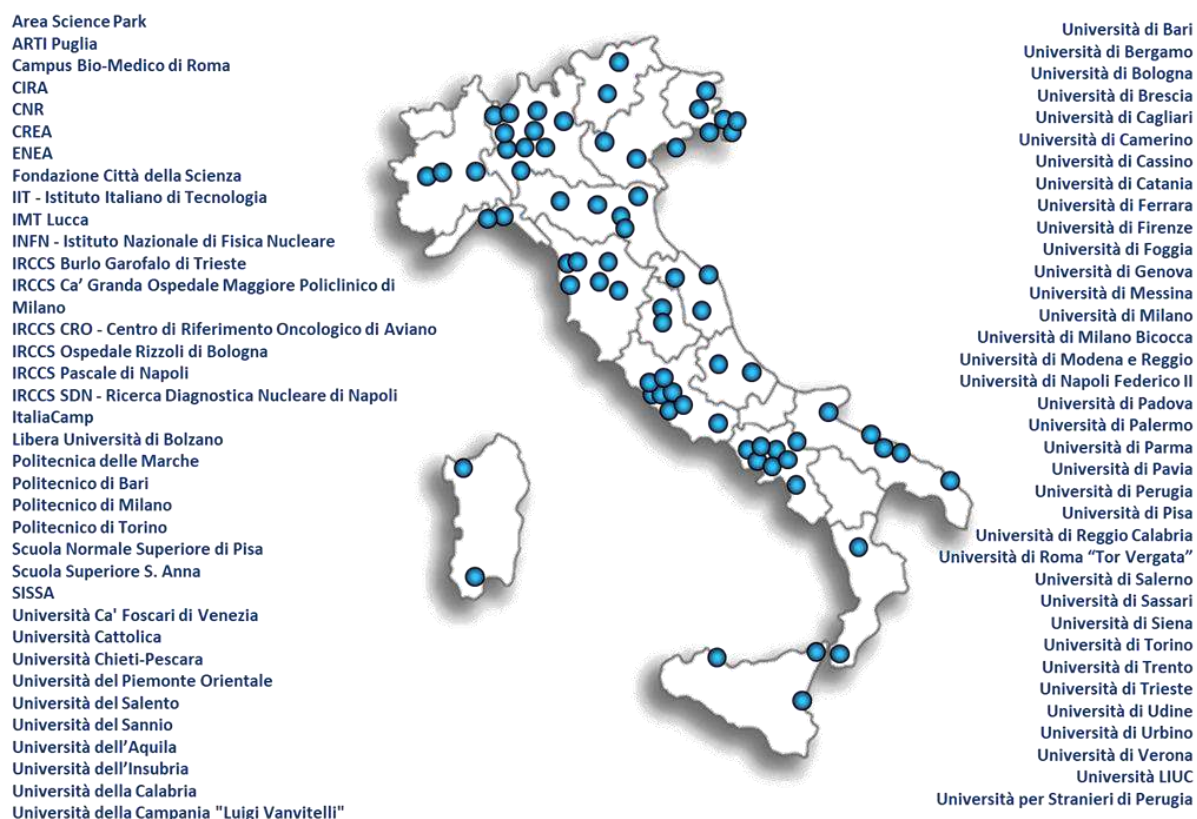 Area Science Park
ARTI Puglia
Campus Bio-Medico di Roma
CIRA
CNR
CREA
ENEA
Fondazione Città della Scienza
IIT - Istituto Italiano di Tecnologia
IMT Lucca
INFN - Istituto Nazionale di Fisica Nucleare
IRCCS Burlo Garofalo di Trieste
IRCCS Ca’ Granda Ospedale Maggiore Policlinico di
Milano
IRCCS CRO - Centro di Riferimento Oncologico di Aviano
IRCCS Ospedale Rizzoli di Bologna
IRCCS Pascale di Napoli
IRCCS SDN - Ricerca Diagnostica Nucleare di Napoli
ItaliaCamp
Libera Università di Bolzano
Politecnica delle Marche
Politecnico di Bari
Politecnico di Milano
Politecnico di Torino
Scuola Normale Superiore di Pisa
Scuola Superiore S. Anna
SISSA
Università Ca' Foscari di Venezia
Università Cattolica
Università Chieti-Pescara
Università del Piemonte Orientale
Università del Salento
Università del Sannio
Università dell’Aquila
Università dell’Insubria
Università della Calabria
Università della Campania "Luigi Vanvitelli"
Università di Bari
Università di Bergamo
Università di Bologna
Università di Brescia
Università di Cagliari
Università di Camerino
Università di Cassino
Università di Catania
Università di Ferrara
Università di Firenze
Università di Foggia
Università di Genova
Università di Messina
Università di Milano
Università di Milano Bicocca
Università di Modena e Reggio
Università di Napoli Federico II
Università di Padova
Università di Palermo
Università di Parma
Università di Pavia
Università di Perugia
Università di Pisa
Università di Reggio Calabria
Università di Roma “Tor Vergata”
Università di Salerno
Università di Sassari
Università di Siena
Università di Torino
Università di Trento
Università di Trieste
Università di Udine
Università di Urbino
Università di Verona
Università LIUC
Università per Stranieri di Perugia